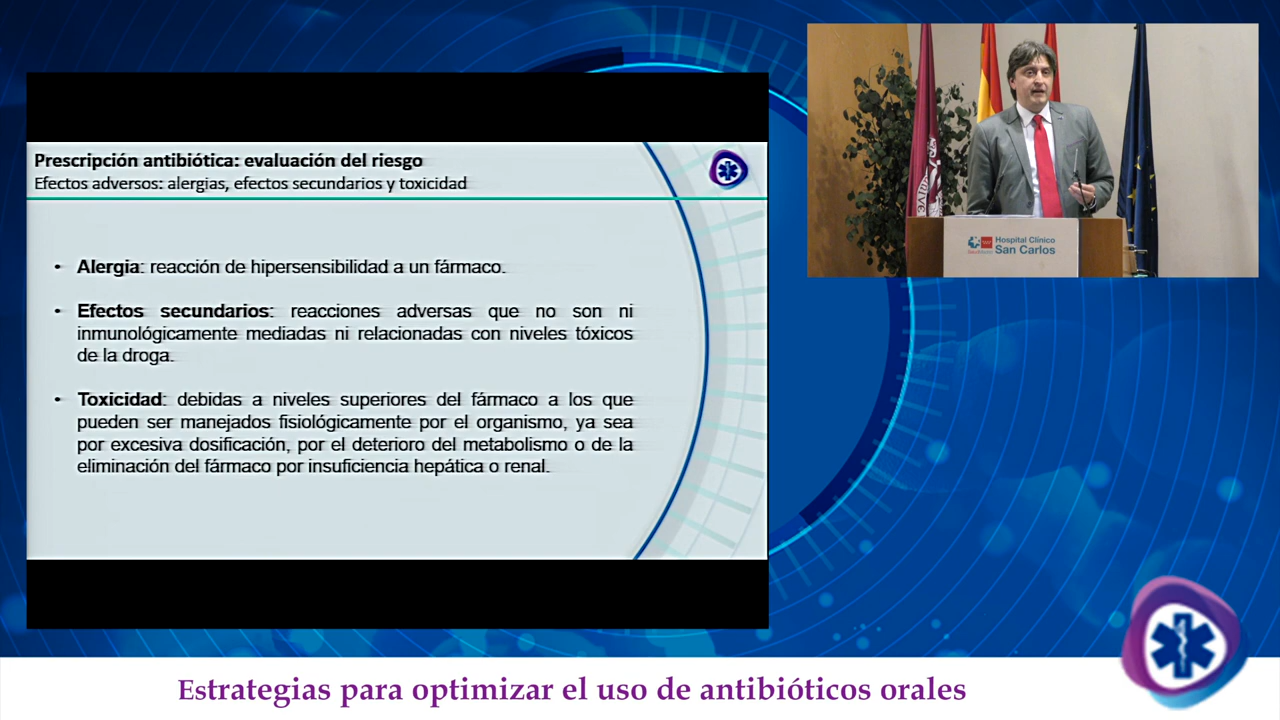 Prescripción antibiótica: evaluación del riesgo
Efectos adversos: alergias, efectos secundarios y toxicidad
• Alergia: reacción de hipersensibilidad a un fármaco.
• Efectos secundarios: reacciones adversas que no son ni
inmunológicamente mediadas ni relacionadas con niveles tóxicos
de la droga.
• Toxicidad: debidas a niveles superiores del fármaco a los que
pueden ser manejados fisiológicamente por el organismo, ya sea
por excesiva dosificación, por el deterioro del metabolismo o de la
eliminación del fármaco por insuficiencia hepática o renal.
Hospital Clínico
San Carlos
Estrategias para optimizar el uso de antibióticos orales